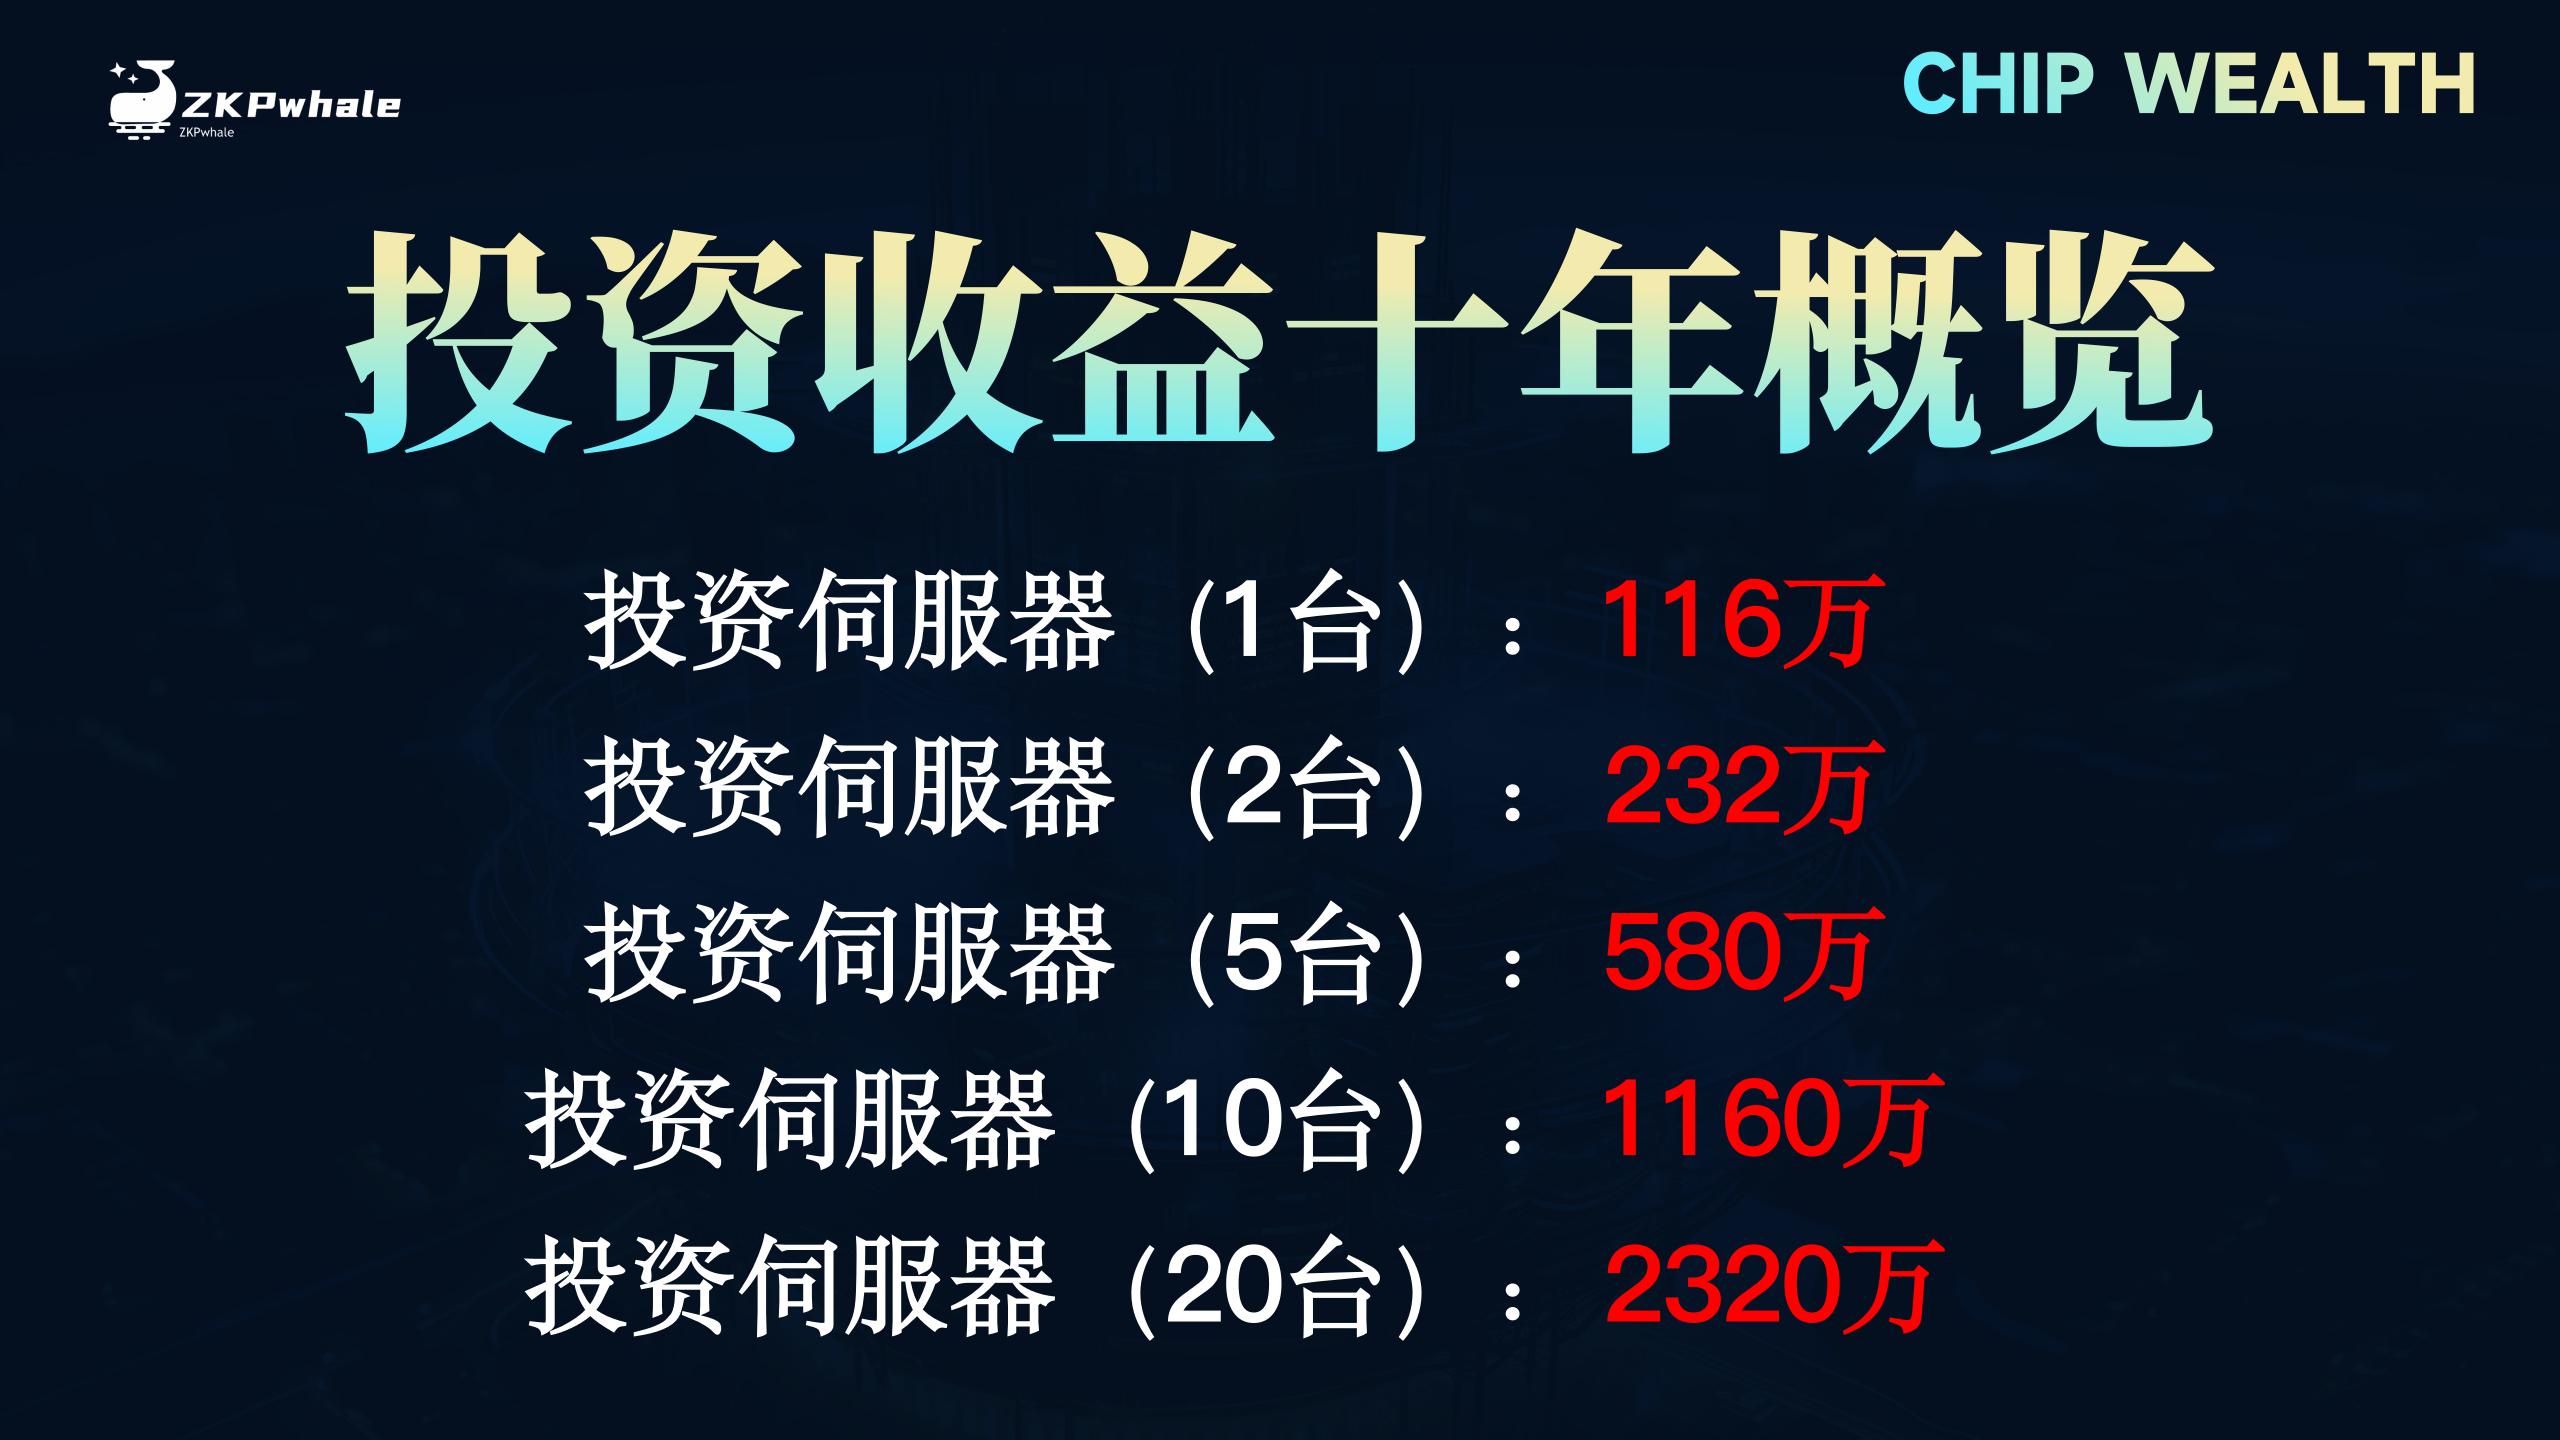 ZKPwhale
ZKPwhale
CHIP WEALTH
投资收益十年概览
投资伺服器（1台）：116万
投资伺服器（2台）：232万
投资伺服器（5台）：580万
投资伺服器（10台）：1160万
投资伺服器（20台）：2320万